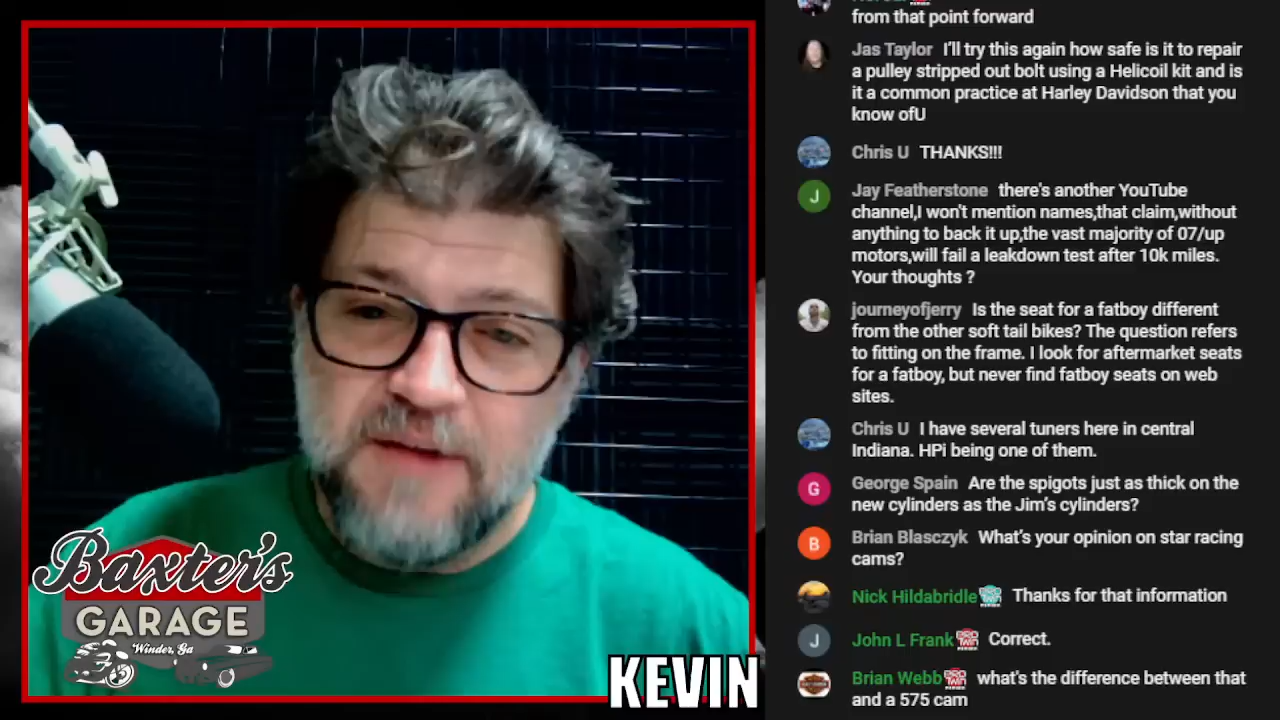 Baxter's
GARAGE
Winder, Ga
KEVIN
from that point forward
Jas Taylor I'll try this again how safe is it to repair
a pulley stripped out bolt using a Helicoil kit and is
it a common practice at Harley Davidson that you
know ofU
Chris U THANKS!!!
J
Jay Featherstone there's another YouTube
channel,I won't mention names,that claim,without
anything to back it up,the vast majority of 07/up
motors,will fail a leakdown test after 10k miles.
Your thoughts ?
journeyofjerry Is the seat for a fatboy different
from the other soft tail bikes? The question refers
to fitting on the frame. I look for aftermarket seats
for a fatboy, but never find fatboy seats on web
sites.
Chris U I have several tuners here in central
Indiana. HPi being one of them.
G
George Spain Are the spigots just as thick on the
new cylinders as the Jim's cylinders?
B
Brian Blasczyk What's your opinion on star racing
cams?
Nick Hildabridle Thanks for that information
J
John L Frank Correct.
Brian Webb what's the difference between that
and a 575 cam